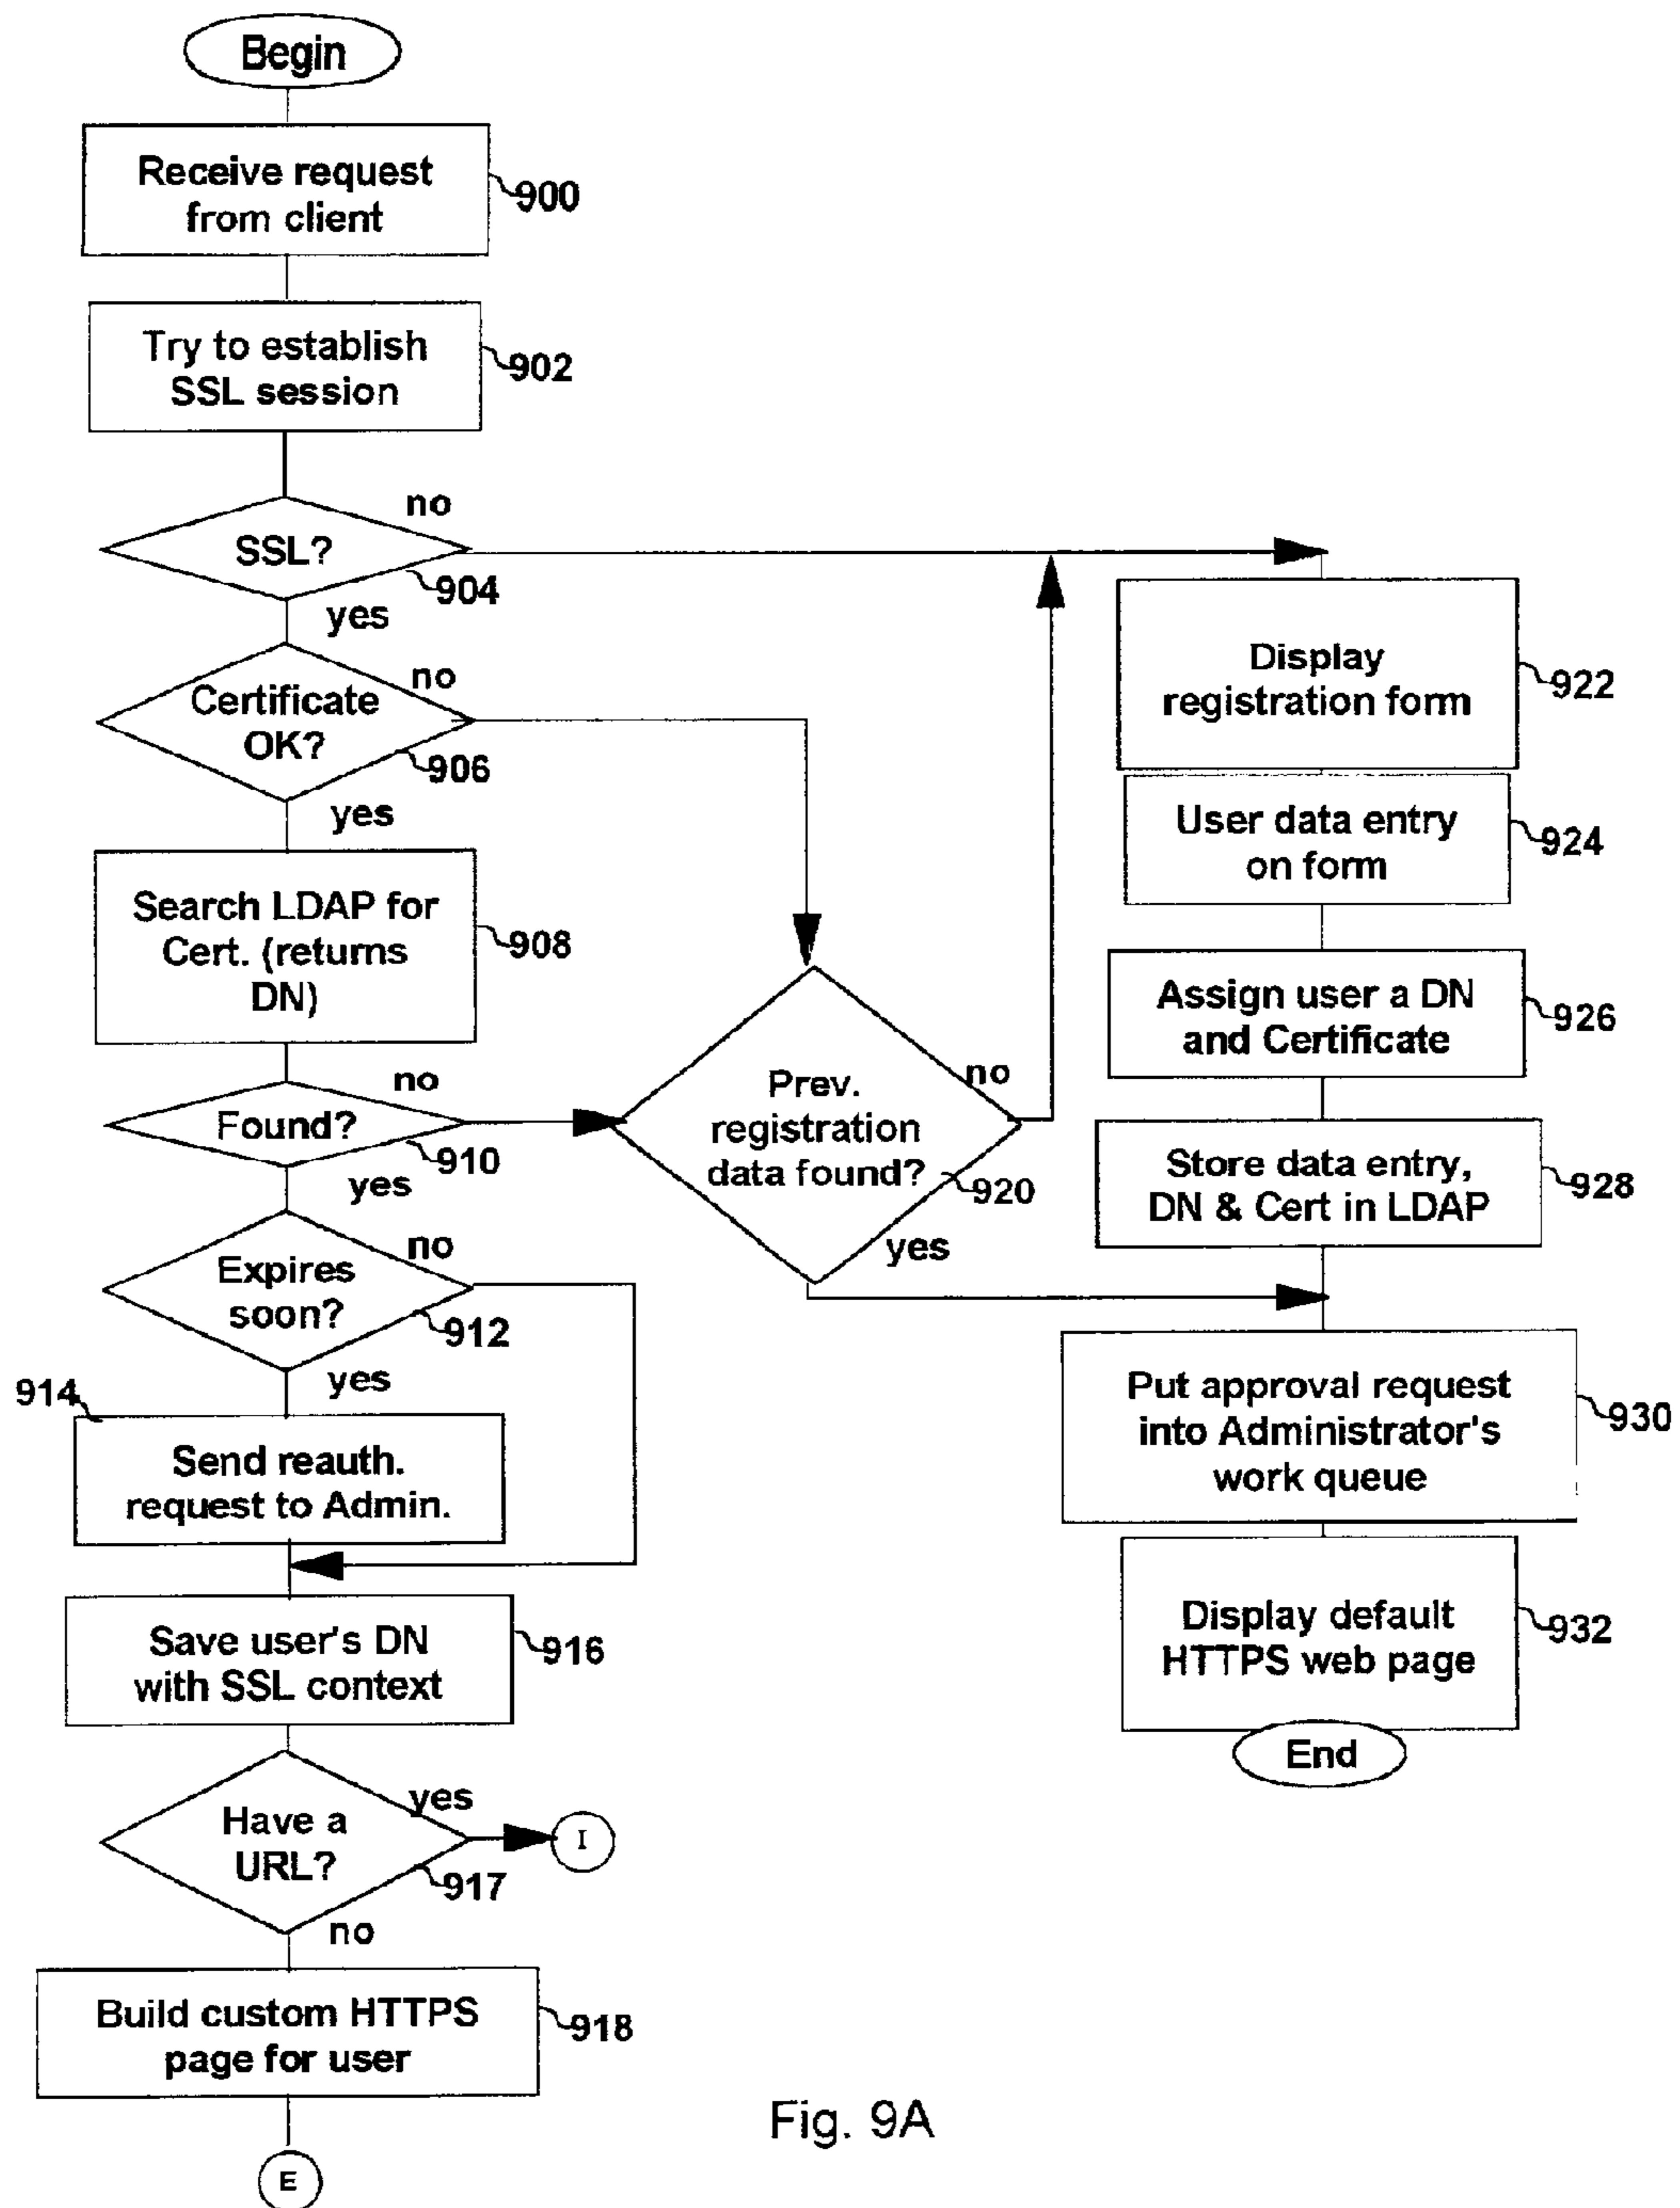 Begin
Receive request
from client
900
Try to establish
SSL session
902
no
SSL?
904
yes
no
Certificate
OK?
906
yes
Search LDAP for
Cert. (returns
DN)
908
no
Found?
910
yes
no
Expires
soon?
912
yes
914
Send reauth.
request to Admin.
Save user's DN
with SSL context
916
yes
Have a
URL?
917
I
no
Build custom HTTPS
page for user
918
E
Prev.
registration
data found?
no
920
yes
Display
registration form
922
User data entry
on form
924
Assign user a DN
and Certificate
926
Store data entry,
DN & Cert in LDAP
928
Put approval request
into Administrator's
work queue
930
Display default
HTTPS web page
932
End
Fig. 9A